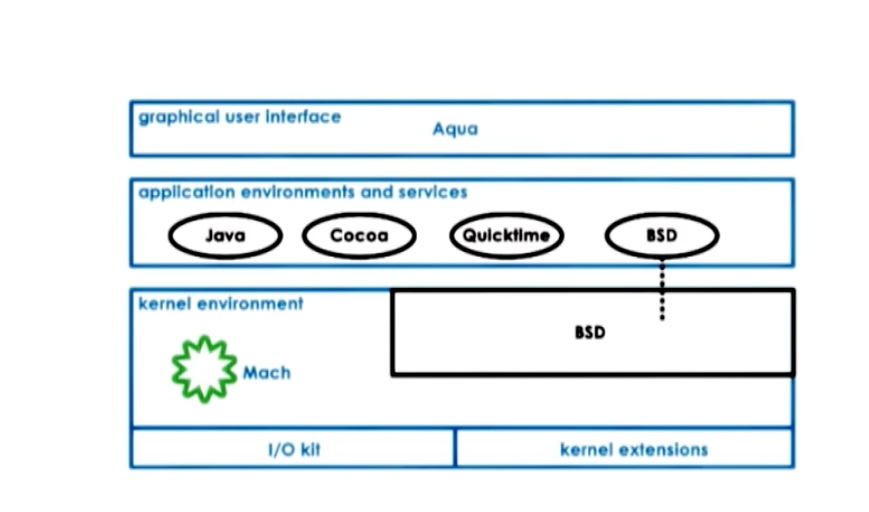 graphical user interface
Aqua
application environments and services
Java Cocoa Quicktime BSD
kernel environment
BSD
Mach
I/O kit kernel extensions